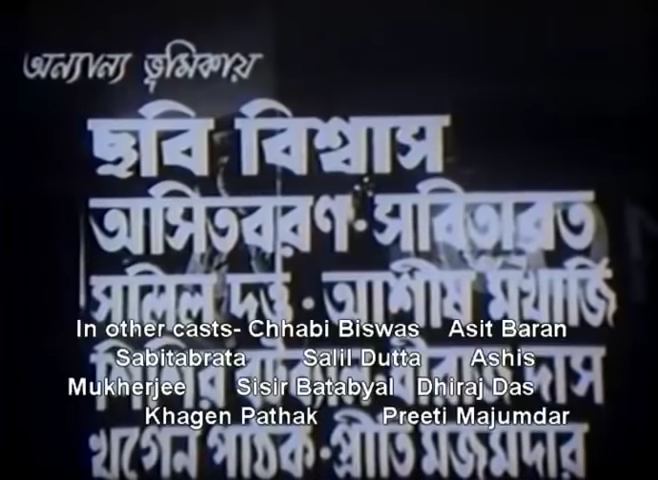 অন্যান্য ভূমিকায়
ছবি বিশ্বাস
অসিতবরণ · সবিতাব্রত
সলিল দত্ত · আশীষ মুখার্জি
In other casts- Chhabi Biswas Asit Baran
Sabitabrata Salil Dutta Ashis
শিশির বটব্যাল ধীরাজ দাস
Mukherjee Sisir Batabyal Dhiraj Das
Khagen Pathak Preeti Majumdar
খগেন পাঠক · প্রীতি মজুমদার